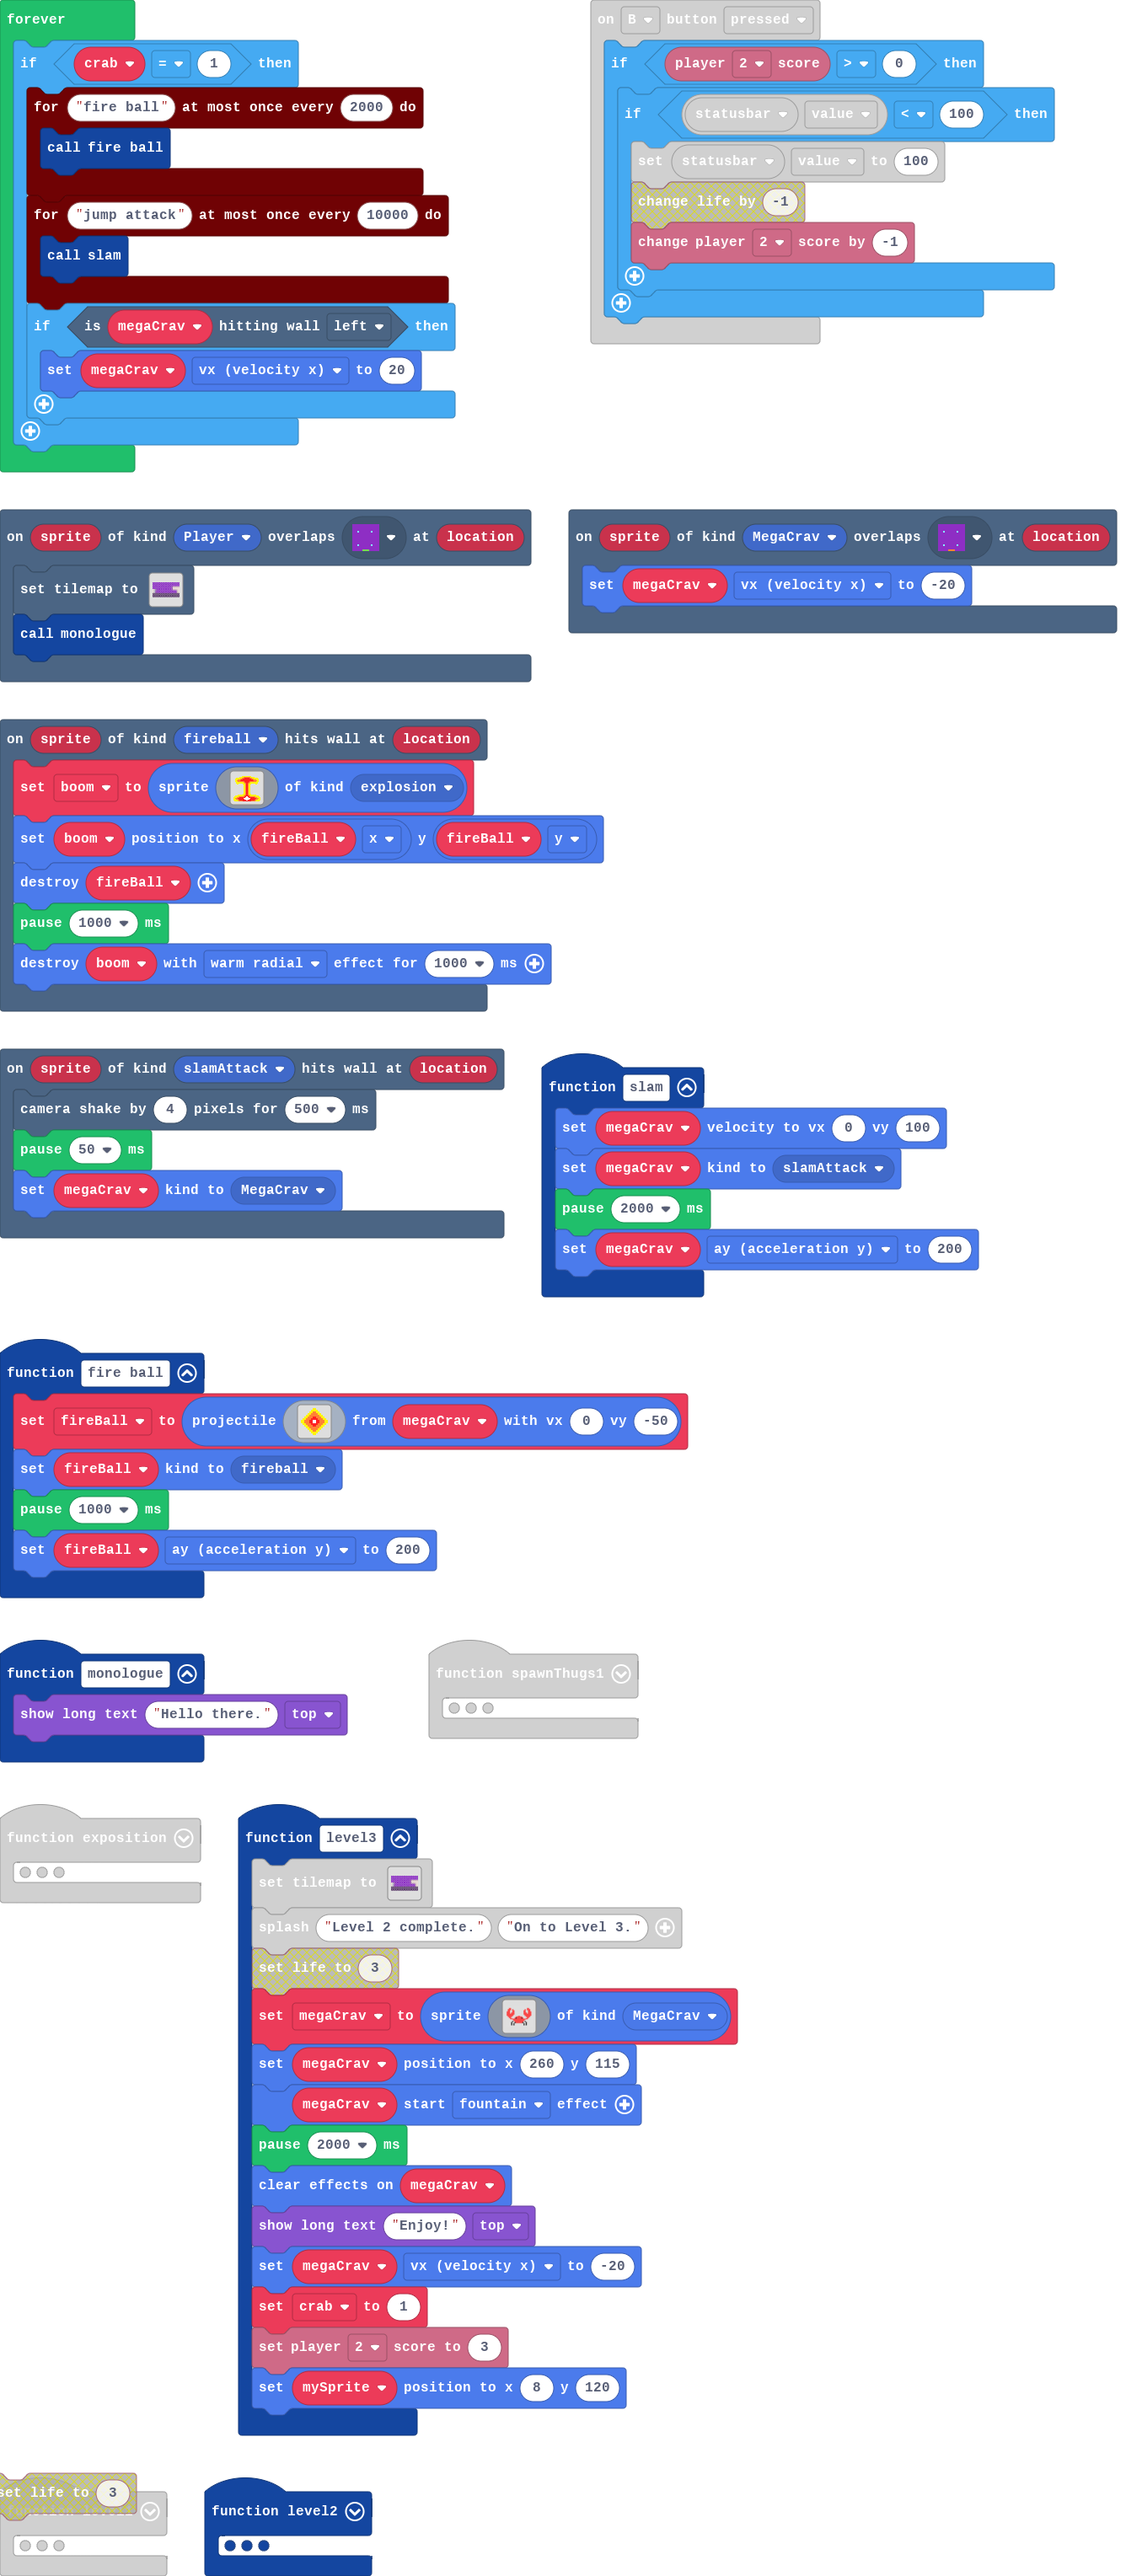 forever
if crab = 1 then
for "fire ball" at most once every 2000 do
call fire ball
for "jump attack" at most once every 10000 do
call slam
if is megaCrav hitting wall left then
set megaCrav vx (velocity x) to 20
on B button pressed
if player 2 score > 0 then
if statusbar value < 100 then
set statusbar value to 100
change life by -1
change player 2 score by -1
on sprite of kind Player overlaps at location
set tilemap to
call monologue
on sprite of kind MegaCrav overlaps at location
set megaCrav vx (velocity x) to -20
on sprite of kind fireball hits wall at location
set boom to sprite of kind explosion
set boom position to x fireBall x y fireBall y
destroy fireBall
pause 1000 ms
destroy boom with warm radial effect for 1000 ms
on sprite of kind slamAttack hits wall at location
camera shake by 4 pixels for 500 ms
pause 50 ms
set megaCrav kind to MegaCrav
function slam
set megaCrav velocity to vx 0 vy 100
set megaCrav kind to slamAttack
pause 2000 ms
set megaCrav ay (acceleration y) to 200
function fire ball
set fireBall to projectile from megaCrav with vx 0 vy -50
set fireBall kind to fireball
pause 1000 ms
set fireBall ay (acceleration y) to 200
function monologue
show long text "Hello there." top
function spawnThugs1
function exposition
function level3
set tilemap to
splash "Level 2 complete." "On to Level 3."
set life to 3
set megaCrav to sprite of kind MegaCrav
set megaCrav position to x 260 y 115
megaCrav start fountain effect
pause 2000 ms
clear effects on megaCrav
show long text "Enjoy!" top
set megaCrav vx (velocity x) to -20
set crab to 1
set player 2 score to 3
set mySprite position to x 8 y 120
set life to 3
function level2